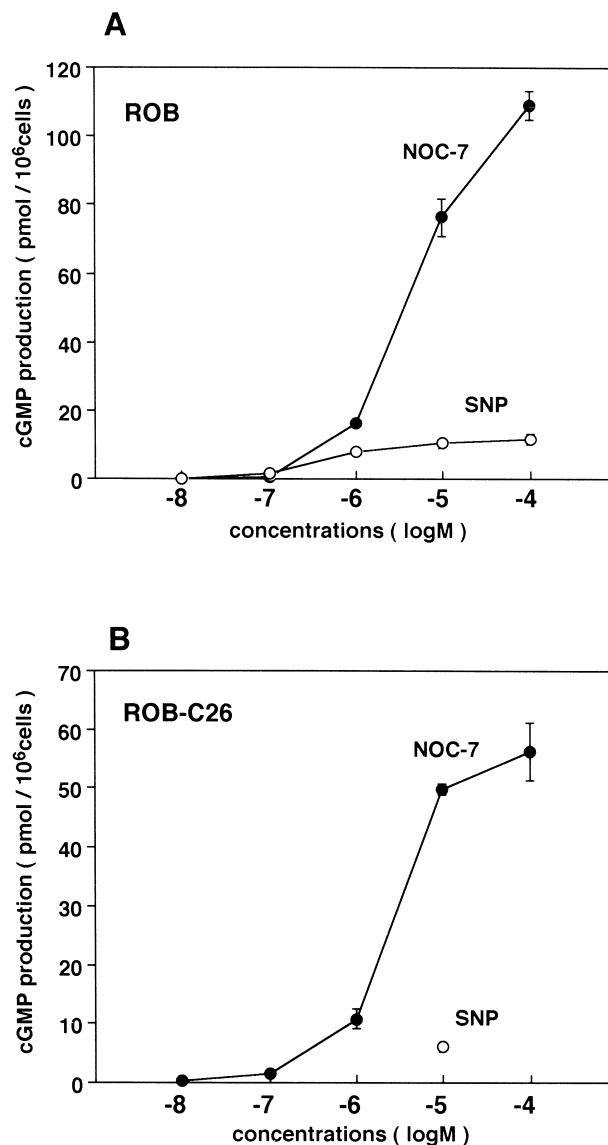 A
cGMP production ( pmol / 10⁶cells )
120
100
80
60
40
20
0
ROB
NOC-7
SNP
-8 -7 -6 -5 -4
concentrations ( logM )
B
cGMP production ( pmol / 10⁶cells )
70
60
50
40
30
20
10
0
ROB-C26
NOC-7
SNP
-8 -7 -6 -5 -4
concentrations ( logM )